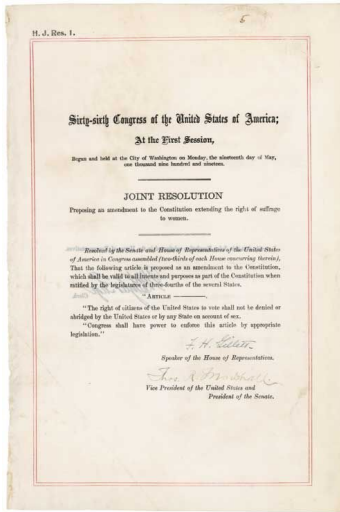 6
H. J. Res. 1.
Sixty-sixth Congress of the United States of America;
At the First Session,
Begun and held at the City of Washington on Monday, the nineteenth day of May,
one thousand nine hundred and nineteen.
JOINT RESOLUTION
Proposing an amendment to the Constitution extending the right of suffrage
to women.
Resolved by the Senate and House of Representatives of the United States
of America in Congress assembled (two-thirds of each House concurring therein),
That the following article is proposed as an amendment to the Constitution,
which shall be valid to all intents and purposes as part of the Constitution when
ratified by the legislatures of three-fourths of the several States.
"ARTICLE ————.
"The right of citizens of the United States to vote shall not be denied or
abridged by the United States or by any State on account of sex.
"Congress shall have power to enforce this article by appropriate
legislation."
F. H. Gillett
Speaker of the House of Representatives.
Thos. R. Marshall
Vice President of the United States and
President of the Senate.